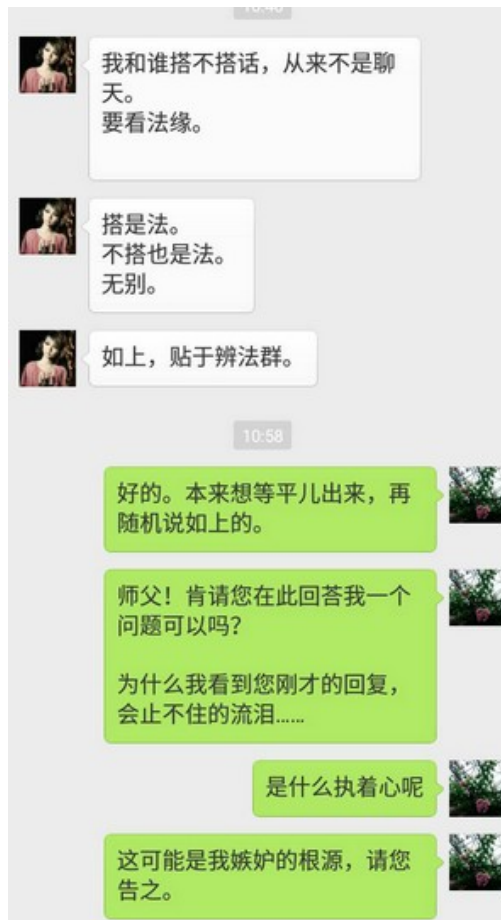 我和谁搭不搭话，从来不是聊
天。
要看法缘。
搭是法。
不搭也是法。
无别。
如上，贴于辨法群。
10:58
好的。本来想等平儿出来，再
随机说如上的。
师父！肯请您在此回答我一个
问题可以吗？
为什么我看到您刚才的回复，
会止不住的流泪......
是什么执着心呢
这可能是我嫉妒的根源，请您
告之。